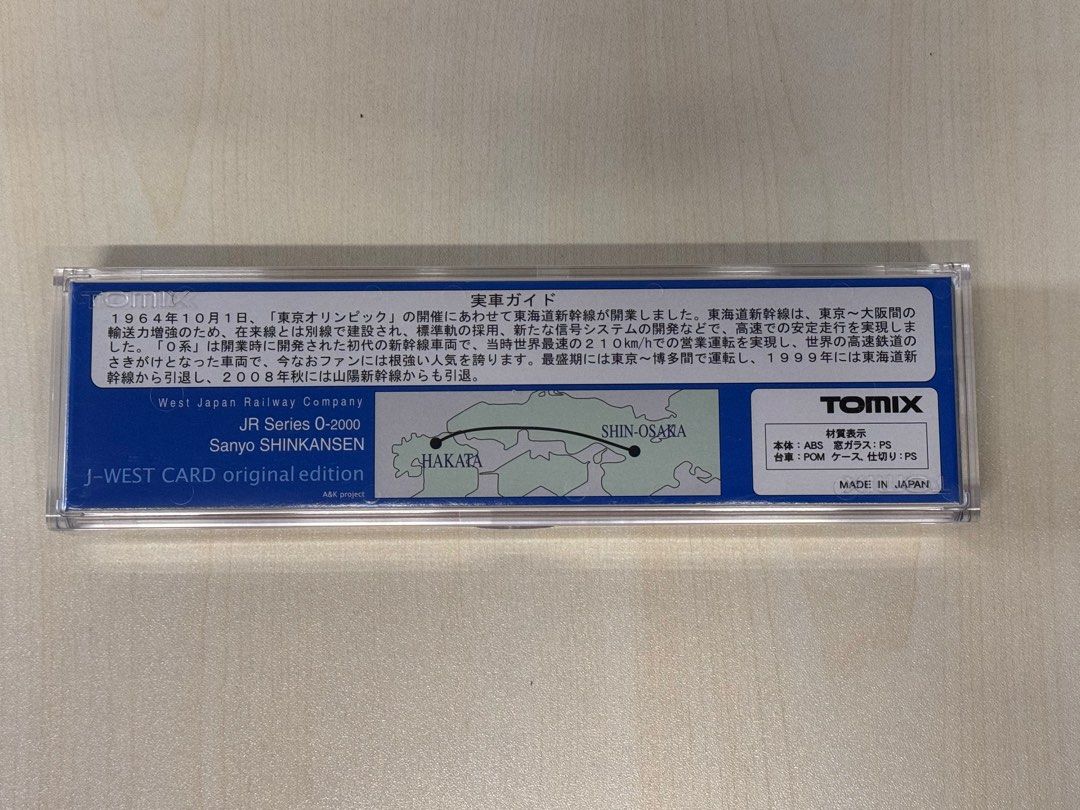 TOMIX
実車ガイド
1964年10月1日、「東京オリンピック」の開催にあわせて東海道新幹線が開業しました。東海道新幹線は、東京〜大阪間の
輸送力増強のため、在来線とは別線で建設され、標準軌の採用、新たな信号システムの開発などで、高速での安定走行を実現しま
した。「0系」は開業時に開発された初代の新幹線車両で、当時世界最速の210km/hでの営業運転を実現し、世界の高速鉄道の
さきがけとなった車両で、今なおファンには根強い人気を誇ります。最盛期には東京〜博多間で運転し、1999年には東海道新
幹線から引退し、2008年秋には山陽新幹線からも引退。
West Japan Railway Company
JR Series 0-2000
Sanyo SHINKANSEN
J-WEST CARD original edition
A&K project
HAKATA
SHIN-OSAKA
TOMIX
材質表示
本体:ABS 窓ガラス:PS
台車:POM ケース、仕切り:PS
MADE IN JAPAN